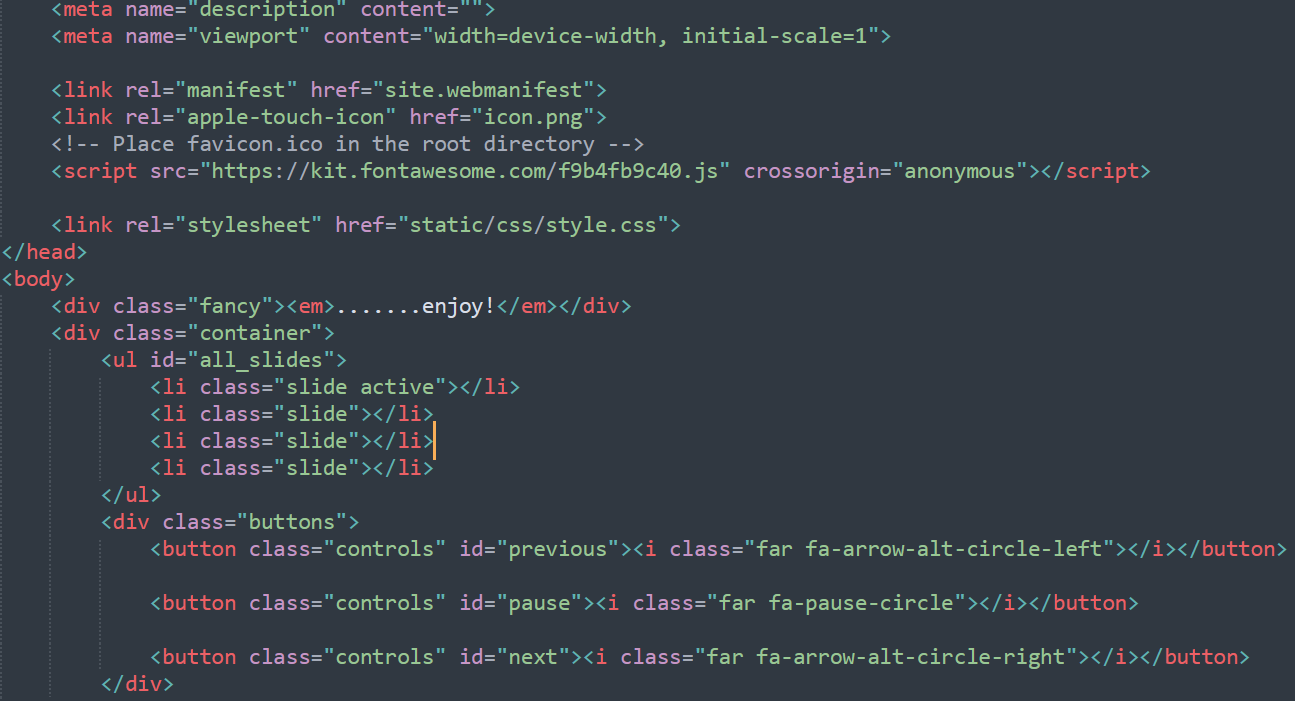 <meta name="description" content="">
<meta name="viewport" content="width=device-width, initial-scale=1">
<link rel="manifest" href="site.webmanifest">
<link rel="apple-touch-icon" href="icon.png">
<!-- Place favicon.ico in the root directory -->
<script src="https://kit.fontawesome.com/f9b4fb9c40.js" crossorigin="anonymous"></script>
<link rel="stylesheet" href="static/css/style.css">
</head>
<body>
<div class="fancy"><em>.......enjoy!</em></div>
<div class="container">
<ul id="all_slides">
<li class="slide active"></li>
<li class="slide"></li>
<li class="slide"></li>
<li class="slide"></li>
</ul>
<div class="buttons">
<button class="controls" id="previous"><i class="far fa-arrow-alt-circle-left"></i></button>
<button class="controls" id="pause"><i class="far fa-pause-circle"></i></button>
<button class="controls" id="next"><i class="far fa-arrow-alt-circle-right"></i></button>
</div>